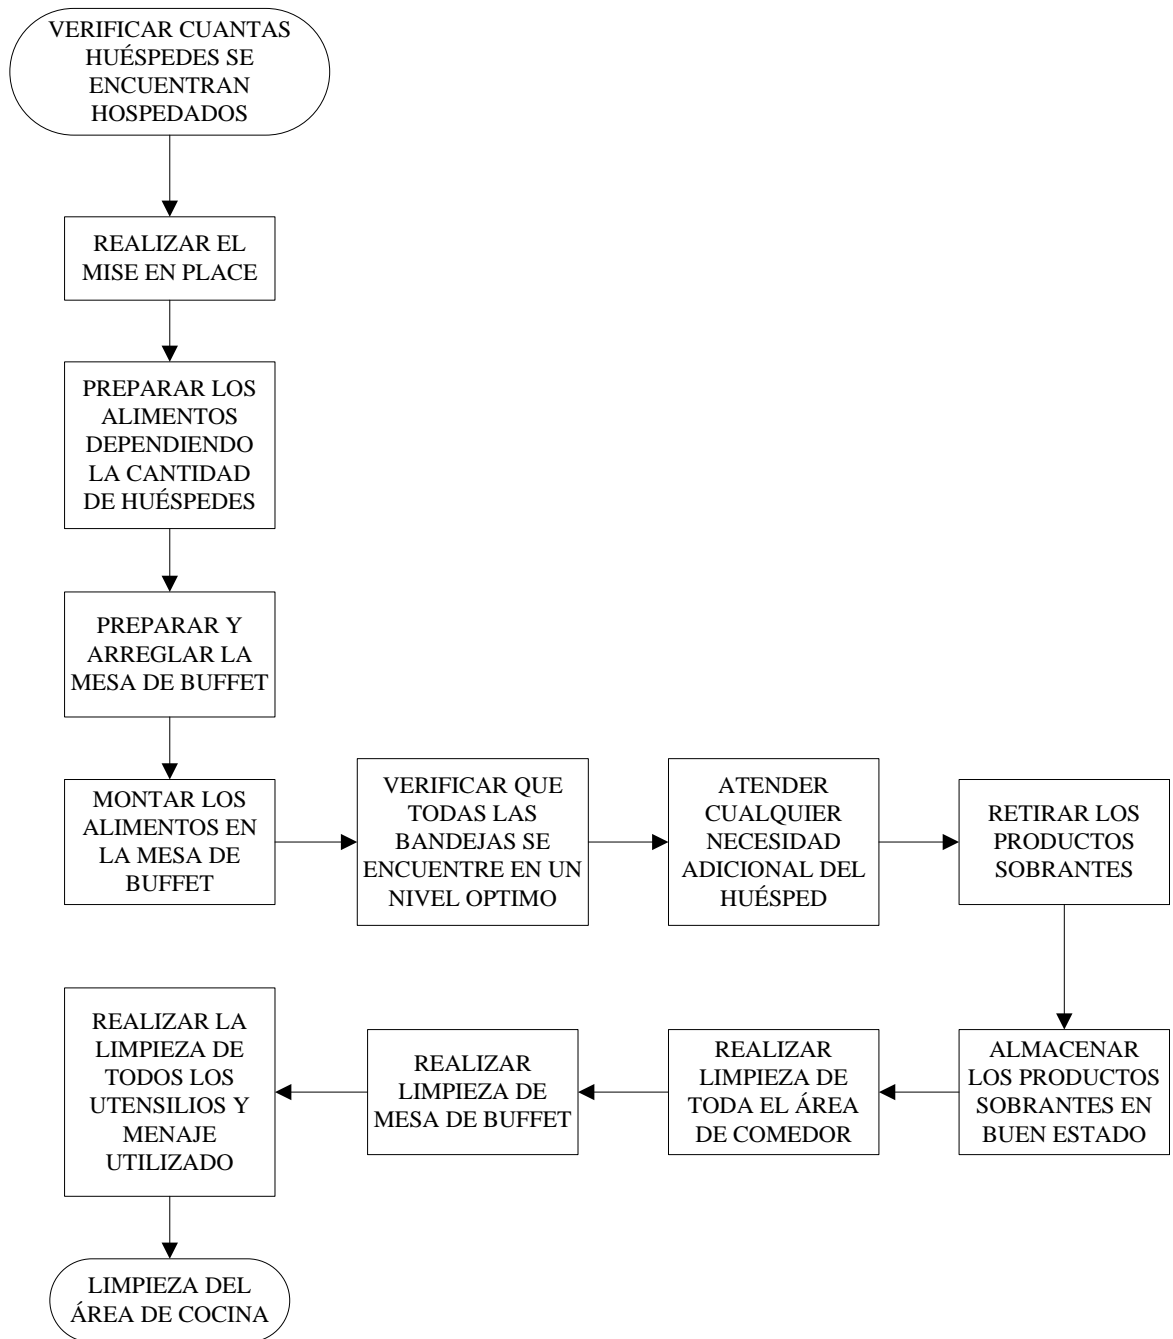 VERIFICAR CUANTAS
HUÉSPEDES SE
ENCUENTRAN
HOSPEDADOS
REALIZAR EL
MISE EN PLACE
PREPARAR LOS
ALIMENTOS
DEPENDIENDO
LA CANTIDAD
DE HUÉSPEDES
PREPARAR Y
ARREGLAR LA
MESA DE BUFFET
MONTAR LOS
ALIMENTOS EN
LA MESA DE
BUFFET
VERIFICAR QUE
TODAS LAS
BANDEJAS SE
ENCUENTRE EN UN
NIVEL OPTIMO
ATENDER
CUALQUIER
NECESIDAD
ADICIONAL DEL
HUÉSPED
RETIRAR LOS
PRODUCTOS
SOBRANTES
ALMACENAR
LOS PRODUCTOS
SOBRANTES EN
BUEN ESTADO
REALIZAR
LIMPIEZA DE
TODA EL ÁREA
DE COMEDOR
REALIZAR
LIMPIEZA DE
MESA DE BUFFET
REALIZAR LA
LIMPIEZA DE
TODOS LOS
UTENSILIOS Y
MENAJE
UTILIZADO
LIMPIEZA DEL
ÁREA DE COCINA